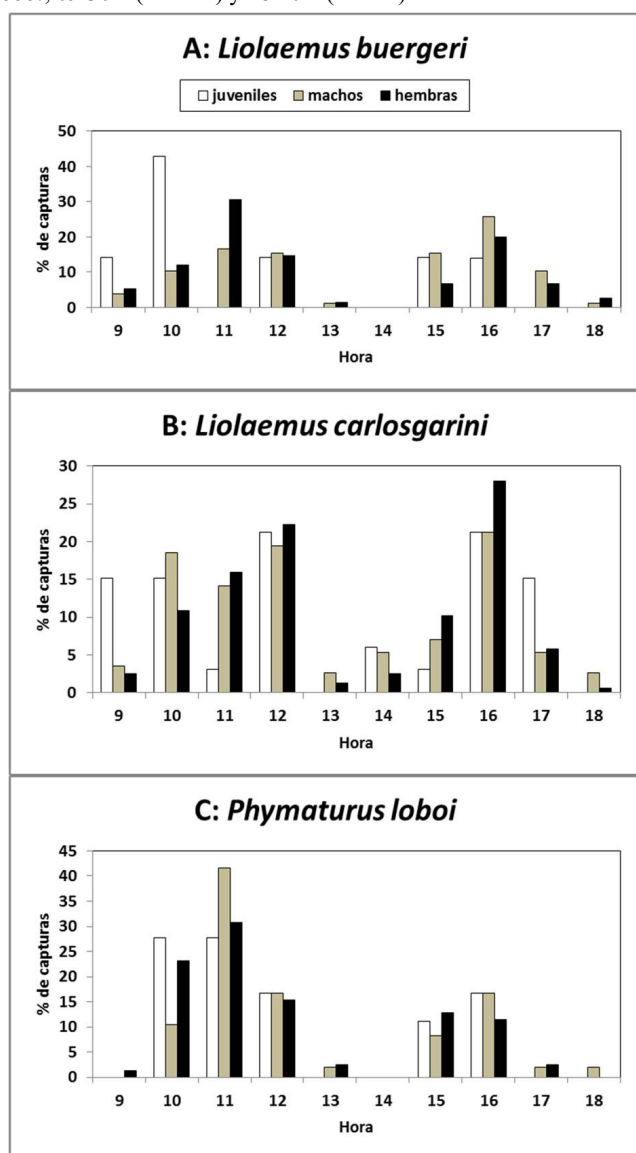 A: Liolaemus buergeri
juveniles machos hembras
50
40
30
20
10
0
% de capturas
9 10 11 12 13 14 15 16 17 18
Hora
B: Liolaemus carlosgarini
30
25
20
15
10
5
0
% de capturas
9 10 11 12 13 14 15 16 17 18
Hora
C: Phymaturus loboi
45
40
35
30
25
20
15
10
5
0
% de capturas
9 10 11 12 13 14 15 16 17 18
Hora